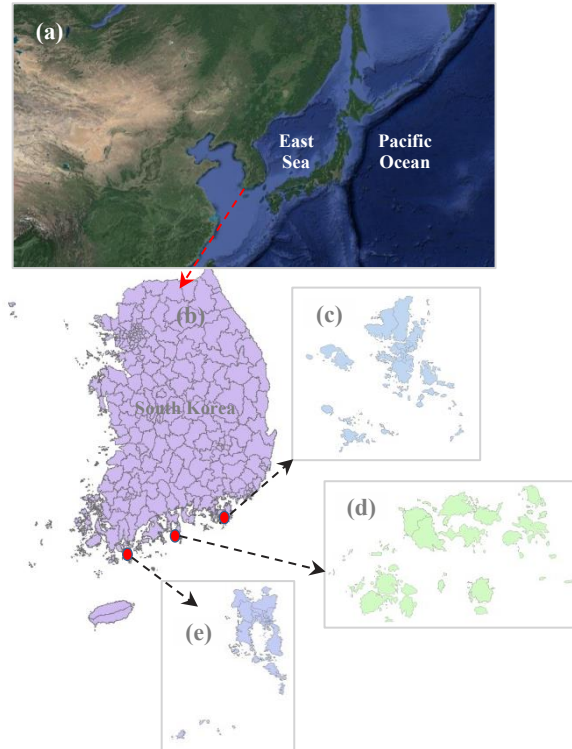 (a)
East
Sea
Pacific
Ocean
(b)
South Korea
(c)
(d)
(e)